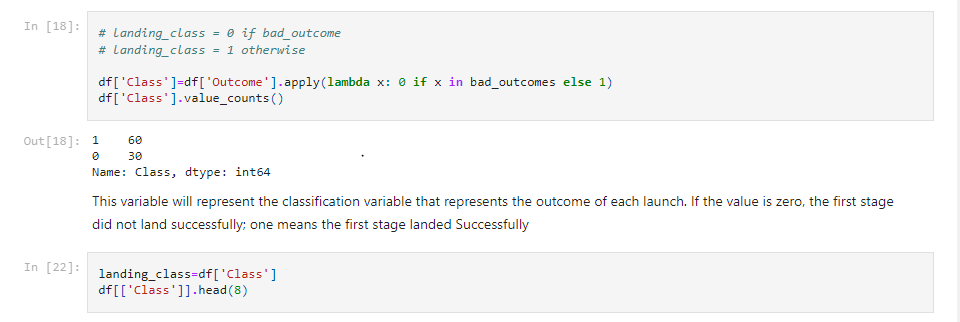 In [18]:
# landing_class = 0 if bad_outcome
# landing_class = 1 otherwise
df['Class']=df['Outcome'].apply(lambda x: 0 if x in bad_outcomes else 1)
df['Class'].value_counts()
Out[18]: 1    60
0    30
Name: Class, dtype: int64
This variable will represent the classification variable that represents the outcome of each launch. If the value is zero, the first stage
did not land successfully; one means the first stage landed Successfully
In [22]:
landing_class=df['Class']
df[['Class']].head(8)